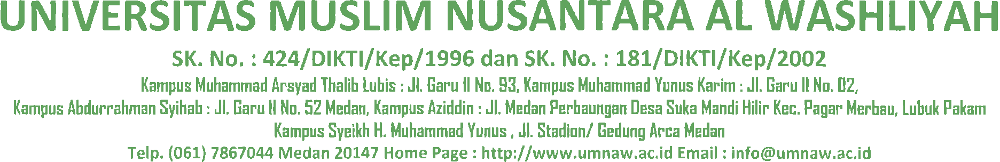 UNIVERSITAS MUSLIM NUSANTARA AL WASHLIYAH
SK. No. : 424/DIKTI/Kep/1996 dan SK. No. : 181/DIKTI/Kep/2002
Kampus Muhammad Arsyad Thalib Lubis : Jl. Garu II No. 93, Kampus Muhammad Yunus Karim : Jl. Garu II No. 02,
Kampus Abdurrahman Syihab : Jl. Garu II No. 52 Medan, Kampus Aziddin : Jl. Medan Perbaungan Desa Suka Mandi Hilir Kec. Pagar Merbau, Lubuk Pakam
Kampus Syeikh H. Muhammad Yunus , Jl. Stadion/ Gedung Arca Medan
Telp. (061) 7867044 Medan 20147 Home Page : http://www.umnaw.ac.id Email : info@umnaw.ac.id